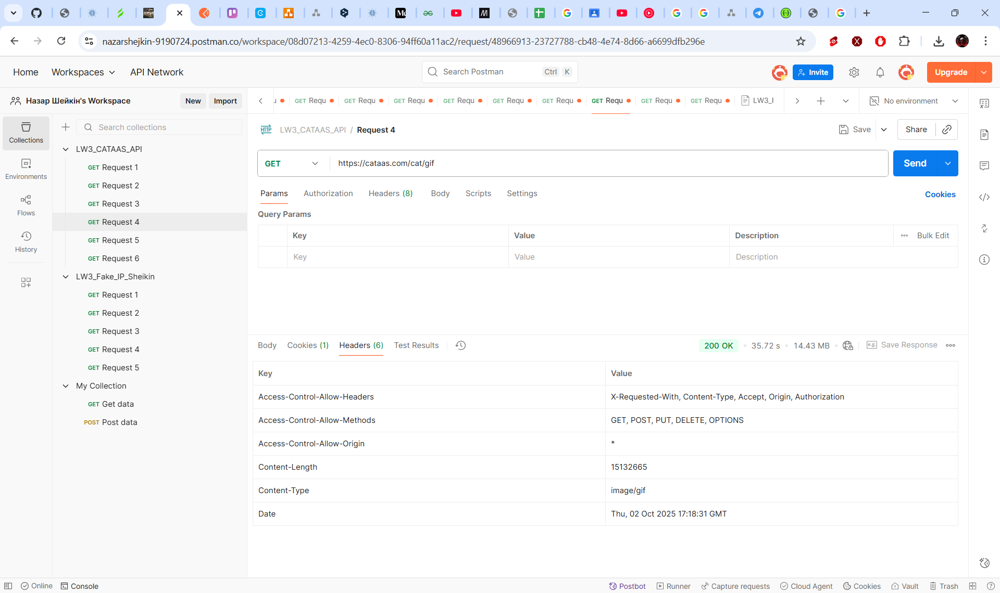 nazarshejkin-9190724.postman.co/workspace/08d07213-4259-4ec0-8306-94ff60a11ac2/request/48966913-23727788-cb48-4e74-8d66-a6699dfb296e
Home Workspaces API Network Search Postman Ctrl K Invite Upgrade
Назар Шейкін's Workspace New Import
GET Requ GET Requ GET Requ GET Requ GET Requ GET Requ GET Requ GET Requ GET Requ LW3_F No environment
Collections
Environments
Flows
History
Search collections
LW3_CATAAS_API
GET Request 1
GET Request 2
GET Request 3
GET Request 4
GET Request 5
GET Request 6
LW3_Fake_IP_Sheikin
GET Request 1
GET Request 2
GET Request 3
GET Request 4
GET Request 5
My Collection
GET Get data
POST Post data
HTTP LW3_CATAAS_API / Request 4 Save Share
GET https://cataas.com/cat/gif Send
Params Authorization Headers (8) Body Scripts Settings Cookies
Query Params
Key Value Description Bulk Edit
Key Value Description
Body Cookies (1) Headers (6) Test Results 200 OK 35.72 s 14.43 MB e.g. Save Response
Key Value
Access-Control-Allow-Headers X-Requested-With, Content-Type, Accept, Origin, Authorization
Access-Control-Allow-Methods GET, POST, PUT, DELETE, OPTIONS
Access-Control-Allow-Origin *
Content-Length 15132665
Content-Type image/gif
Date Thu, 02 Oct 2025 17:18:31 GMT
Online Console Postbot Runner Capture requests Cloud Agent Cookies Vault Trash